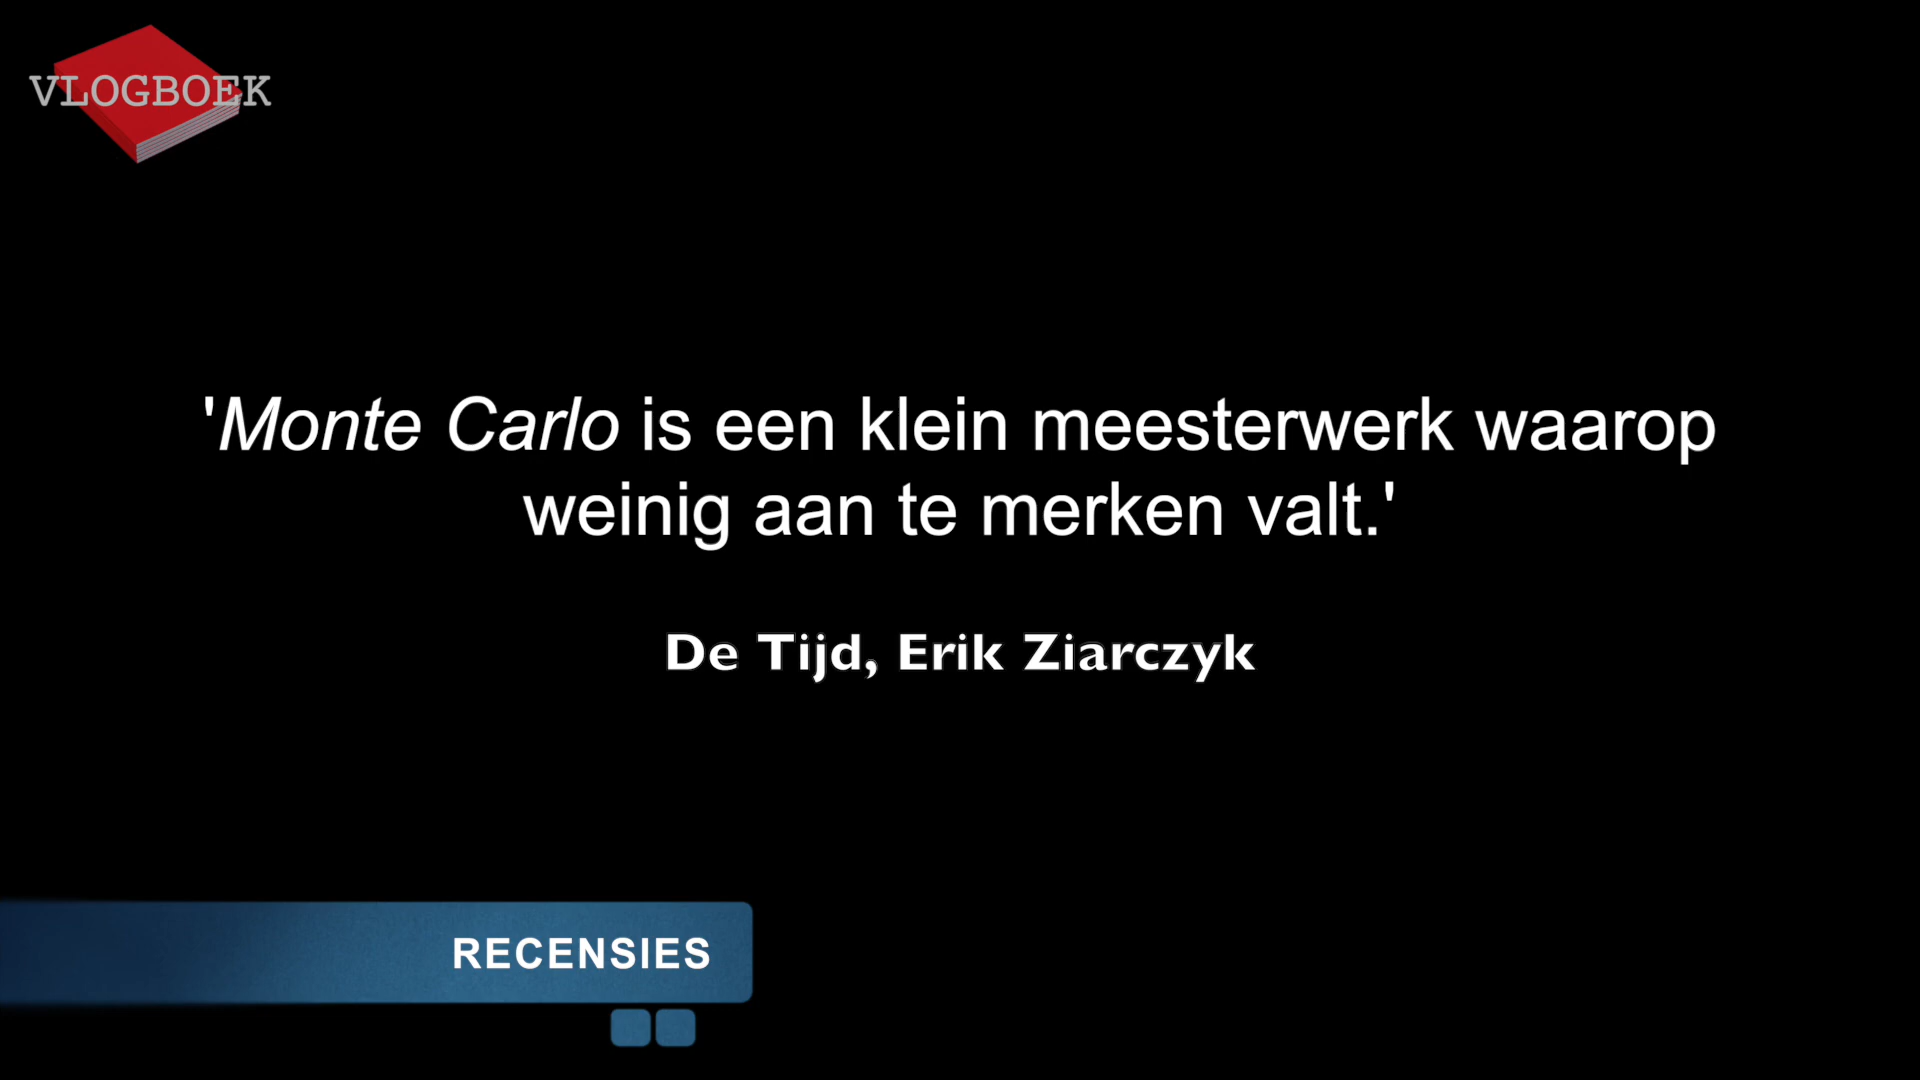 VLOGBOEK
'Monte Carlo is een klein meesterwerk waarop
weinig aan te merken valt.'
De Tijd, Erik Ziarczyk
RECENSIES